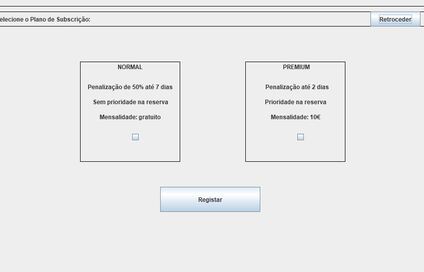 elecione o Plano de Subscrição:
Retroceder
NORMAL
Penalização de 50% até 7 dias
Sem prioridade na reserva
Mensalidade: gratuito
PREMIUM
Penalização até 2 dias
Prioridade na reserva
Mensalidade: 10€
Registar